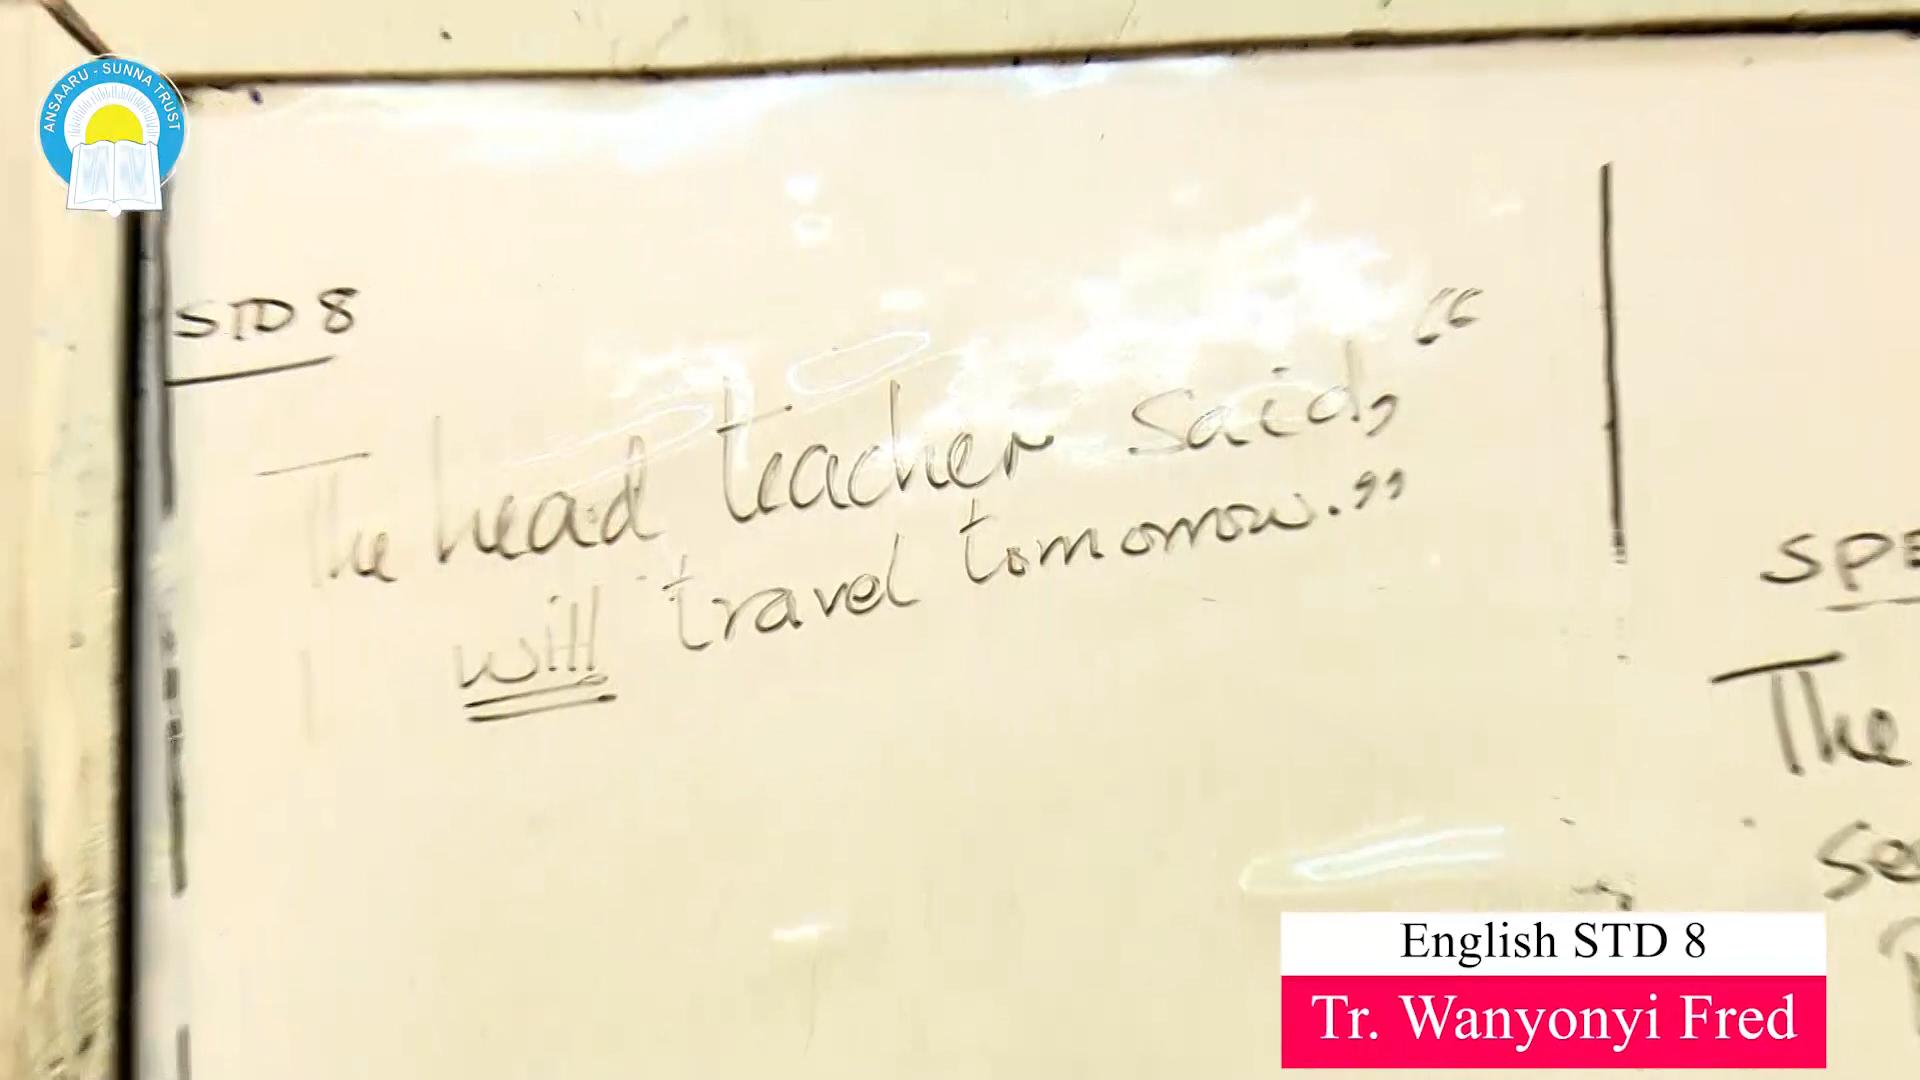 ANSAARU - SUNNA TRUST
STD 8
The head teacher said, “
I will travel tomorrow.”
SPE
The
se
English STD 8
Tr. Wanyonyi Fred